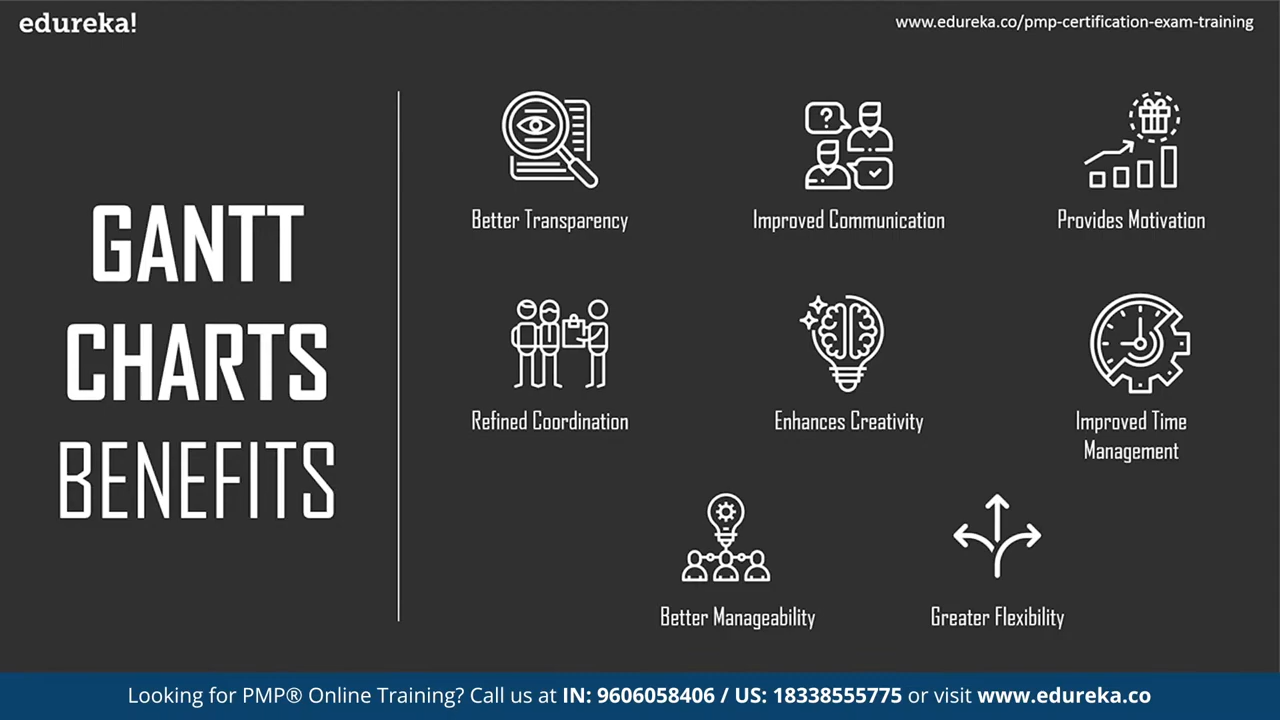 edureka!
www.edureka.co/pmp-certification-exam-training
GANTT
CHARTS
BENEFITS
?
Better Transparency
Improved Communication
Provides Motivation
Refined Coordination
Enhances Creativity
Improved Time
Management
Better Manageability
Greater Flexibility
Looking for PMP® Online Training? Call us at IN: 9606058406 / US: 18338555775 or visit www.edureka.co